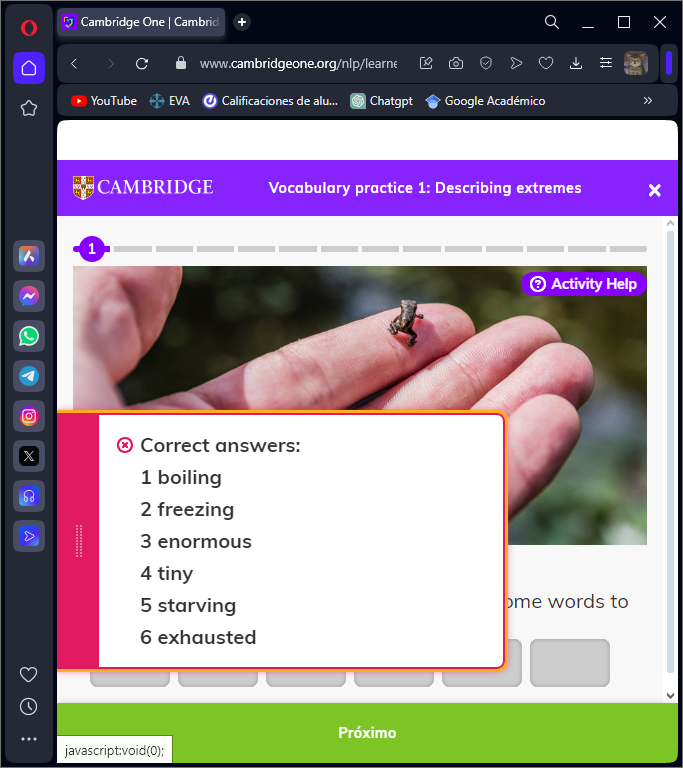 Cambridge One | Cambrid
www.cambridgeone.org/nlp/learne
YouTube
EVA
Calificaciones de alu...
Chatgpt
Google Académico
CAMBRIDGE
Vocabulary practice 1: Describing extremes
1
Activity Help
Correct answers:
1 boiling
2 freezing
3 enormous
4 tiny
5 starving
6 exhausted
ome words to
Próximo
javascript:void(0);